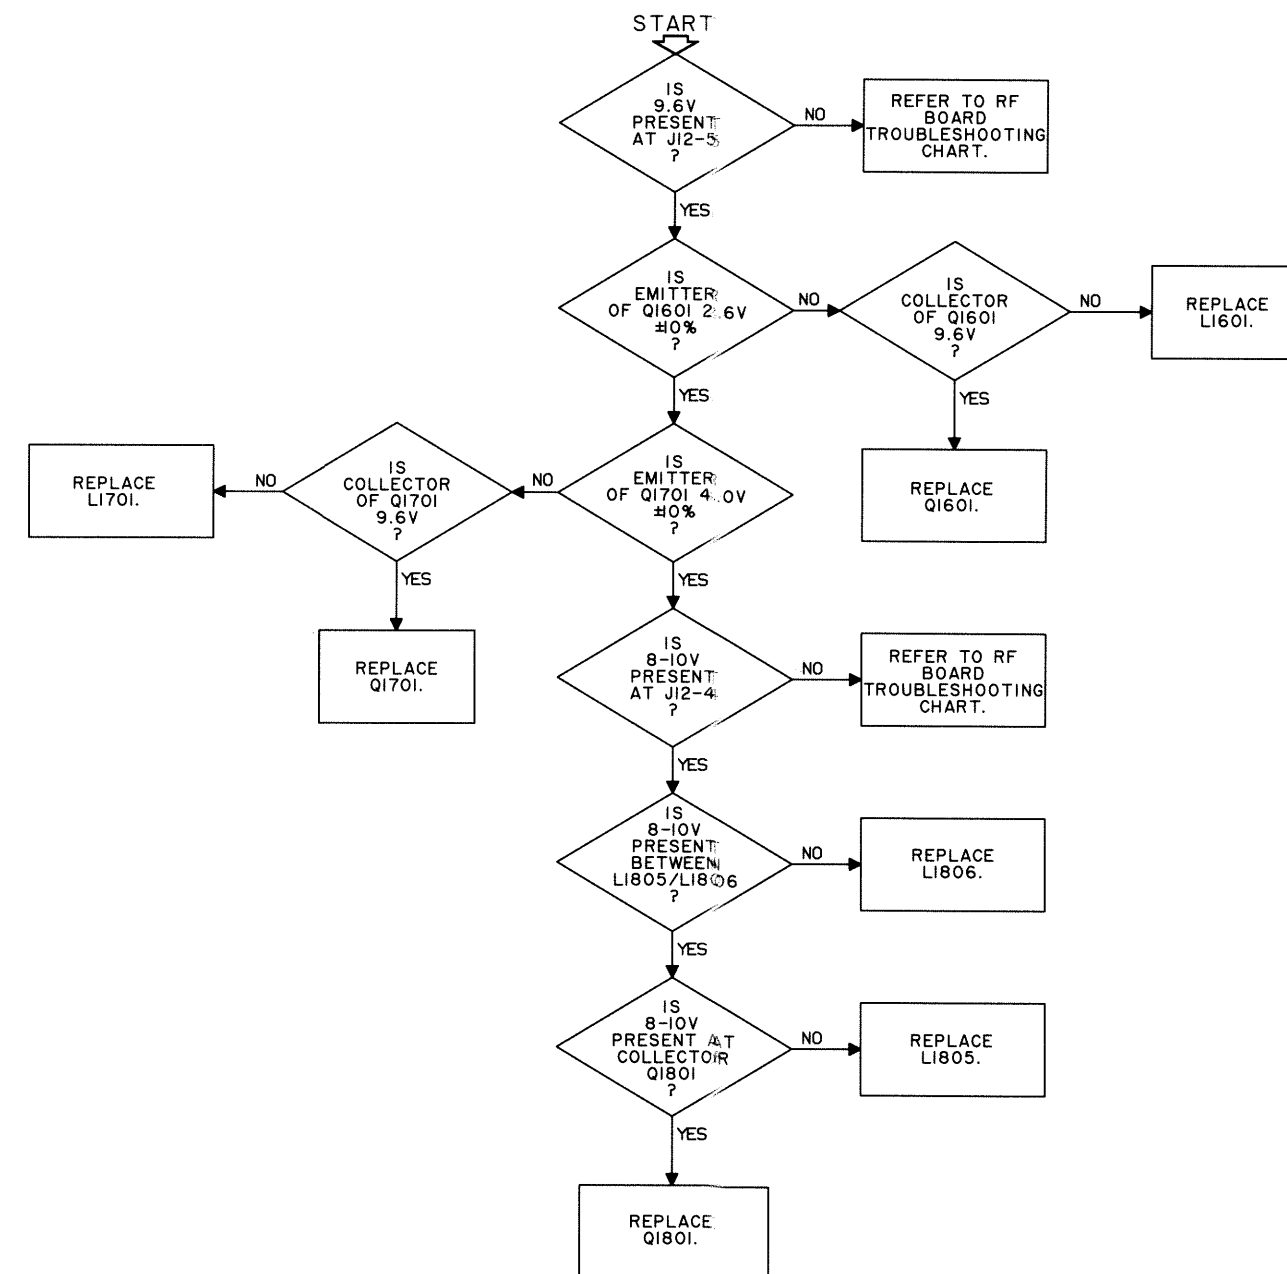 START
IS
9.6V
PRESENT
AT J12-5
?
NO
REFER TO RF
BOARD
TROUBLESHOOTING
CHART.
YES
IS
EMITTER
OF Q1601 2.6V
±10%
?
NO
IS
COLLECTOR
OF Q1601
9.6V
?
NO
REPLACE
L1601.
YES
REPLACE
Q1601.
YES
IS
EMITTER
OF Q1701 4.0V
±10%
?
NO
IS
COLLECTOR
OF Q1701
9.6V
?
NO
REPLACE
L1701.
YES
REPLACE
Q1701.
YES
IS
8-10V
PRESENT
AT J12-4
?
NO
REFER TO RF
BOARD
TROUBLESHOOTING
CHART.
YES
IS
8-10V
PRESENT
BETWEEN
L1805/L1806
?
NO
REPLACE
L1806.
YES
IS
8-10V
PRESENT AT
COLLECTOR
Q1801
?
NO
REPLACE
L1805.
YES
REPLACE
Q1801.